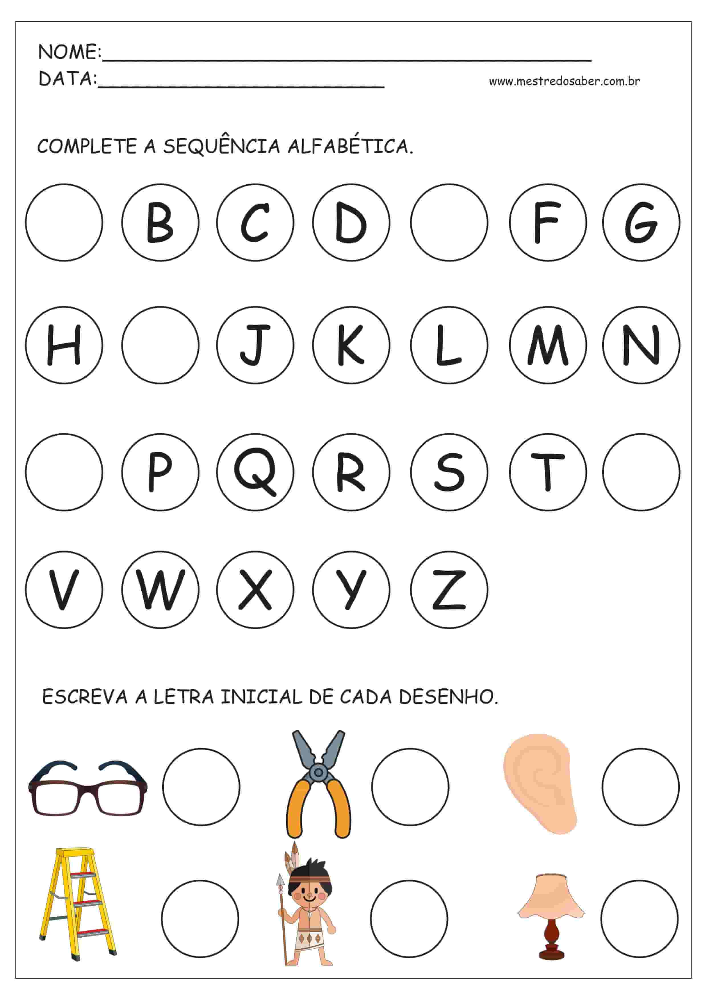 NOME:
DATA: www.mestredosaber.com.br
COMPLETE A SEQUÊNCIA ALFABÉTICA.
B C D F G
H J K L M N
P Q R S T
V W X Y Z
ESCREVA A LETRA INICIAL DE CADA DESENHO.